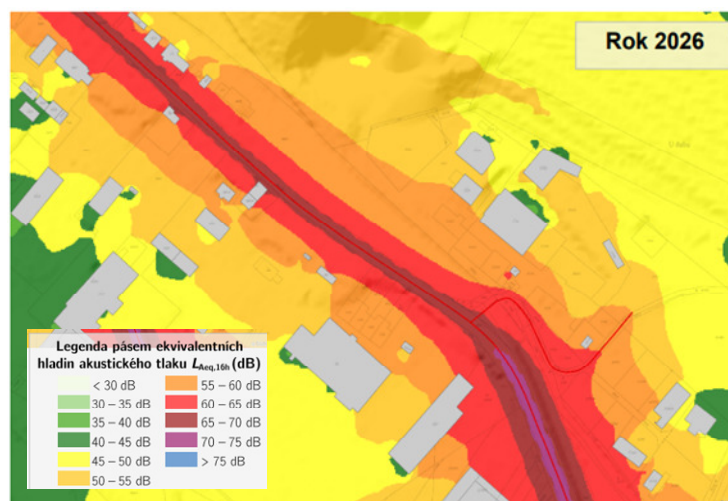 Rok 2026
Legenda pásem ekvivalentních
hladin akustického tlaku LAeq,16h (dB)
< 30 dB
30 – 35 dB
35 – 40 dB
40 – 45 dB
45 – 50 dB
50 – 55 dB
55 – 60 dB
60 – 65 dB
65 – 70 dB
70 – 75 dB
> 75 dB